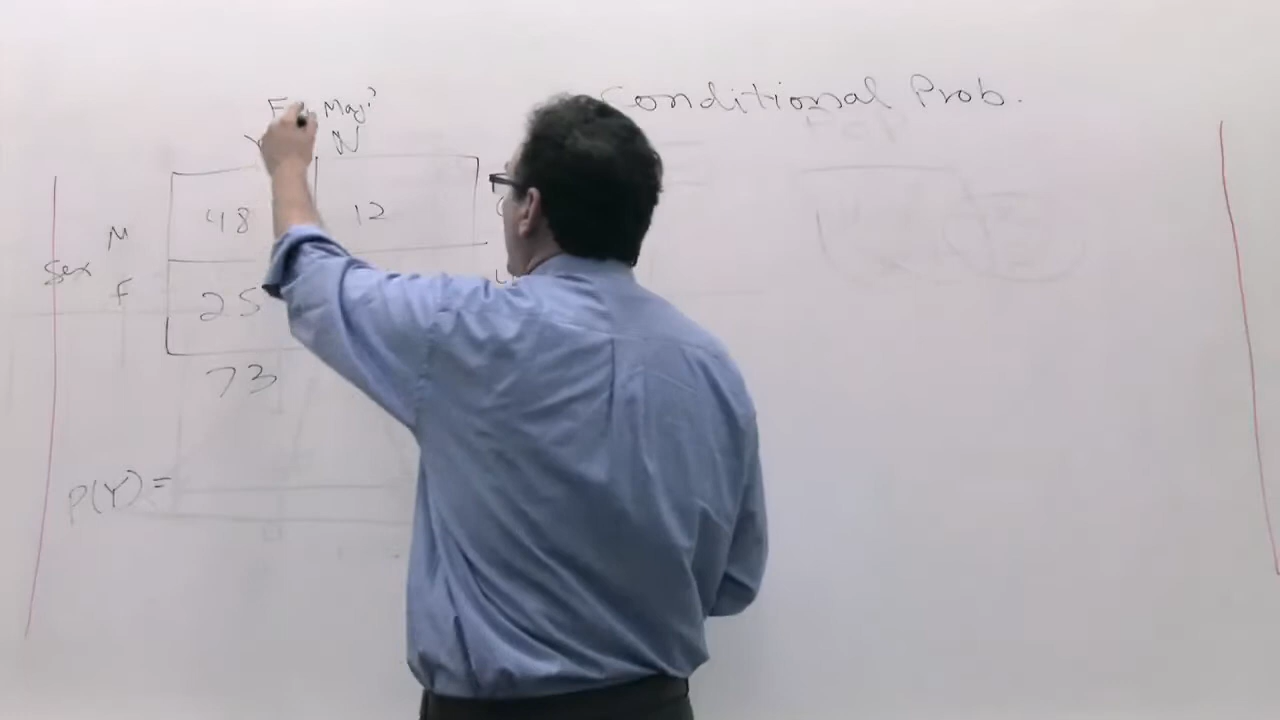 Conditional Prob.
F Maj?
Y N
M 48 12
Sex
F 25
73
P(Y)=